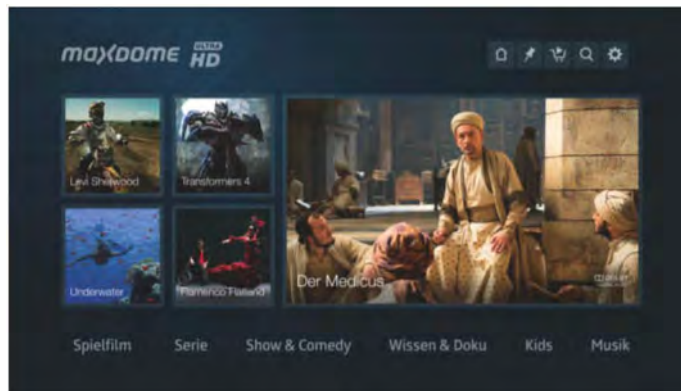 maxdome ULTRA HD
Levi Sherwood
Transformers 4
Underwater
Flamenco Flatland
Der Medicus
Spielfilm Serie Show & Comedy Wissen & Doku Kids Musik